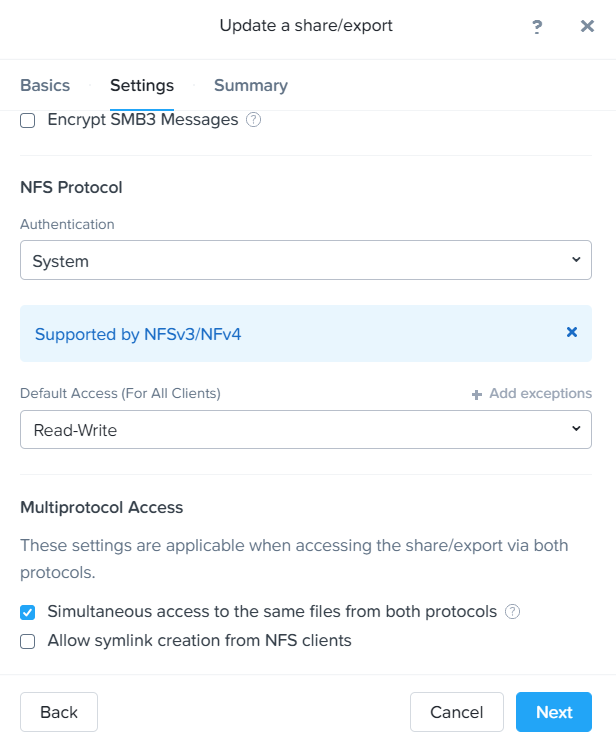 Update a share/export
?
Basics
Settings
Summary
Encrypt SMB3 Messages ?
NFS Protocol
Authentication
System
Supported by NFSv3/NFv4
Default Access (For All Clients)
+ Add exceptions
Read-Write
Multiprotocol Access
These settings are applicable when accessing the share/export via both
protocols.
Simultaneous access to the same files from both protocols ?
Allow symlink creation from NFS clients
Back
Cancel
Next